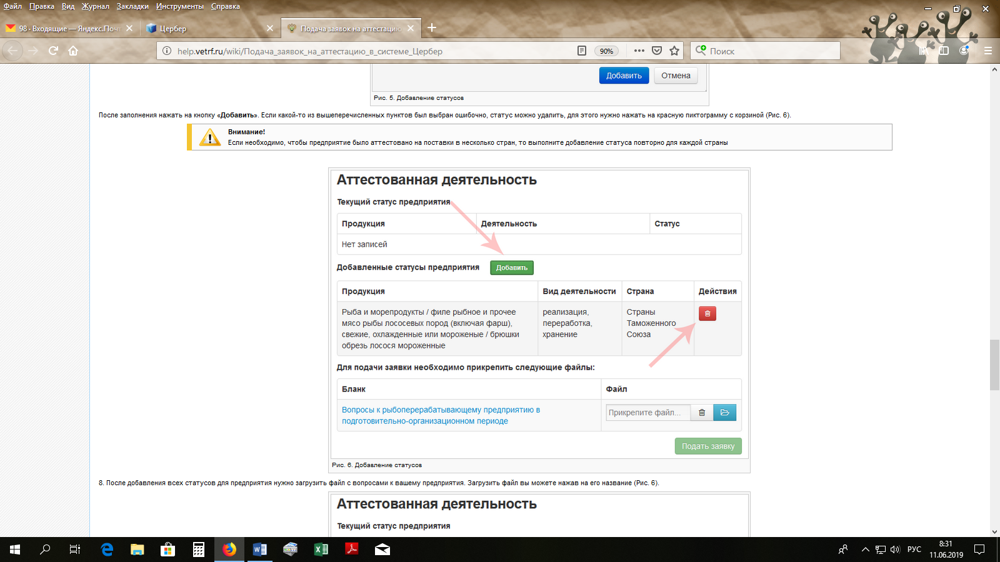 Файл Правка Вид Журнал Закладки Инструменты Справка
98 · Входящие — Яндекс.Почт
Цербер
Подача заявок на аттестацию
help.vetrf.ru/wiki/Подача_заявок_на_аттестацию_в_системе_Цербер
90%
Поиск
Добавить Отмена
Рис. 5. Добавление статусов
После заполнения нажать на кнопку «Добавить». Если какой-то из вышеперечисленных пунктов был выбран ошибочно, статус можно удалить, для этого нужно нажать на красную пиктограмму с корзиной (Рис. 6).
Внимание!
Если необходимо, чтобы предприятие было аттестовано на поставки в несколько стран, то выполните добавление статуса повторно для каждой страны
Аттестованная деятельность
Текущий статус предприятия
Продукция Деятельность Статус
Нет записей
Добавленные статусы предприятия Добавить
Продукция Вид деятельности Страна Действия
Рыба и морепродукты / филе рыбное и прочее реализация, Страны
мясо рыбы лососевых пород (включая фарш), переработка, Таможенного
свежие, охлажденные или мороженые / брюшки хранение Союза
обрезь лосося мороженные
Для подачи заявки необходимо прикрепить следующие файлы:
Бланк Файл
Вопросы к рыбоперерабатывающему предприятию в Прикрепите файл...
подготовительно-организационном периоде
Подать заявку
Рис. 6. Добавление статусов
8. После добавления всех статусов для предприятия нужно загрузить файл с вопросами к вашему предприятия. Загрузить файл вы можете нажав на его название (Рис. 6).
Аттестованная деятельность
Текущий статус предприятия
РУС
8:31
11.06.2019